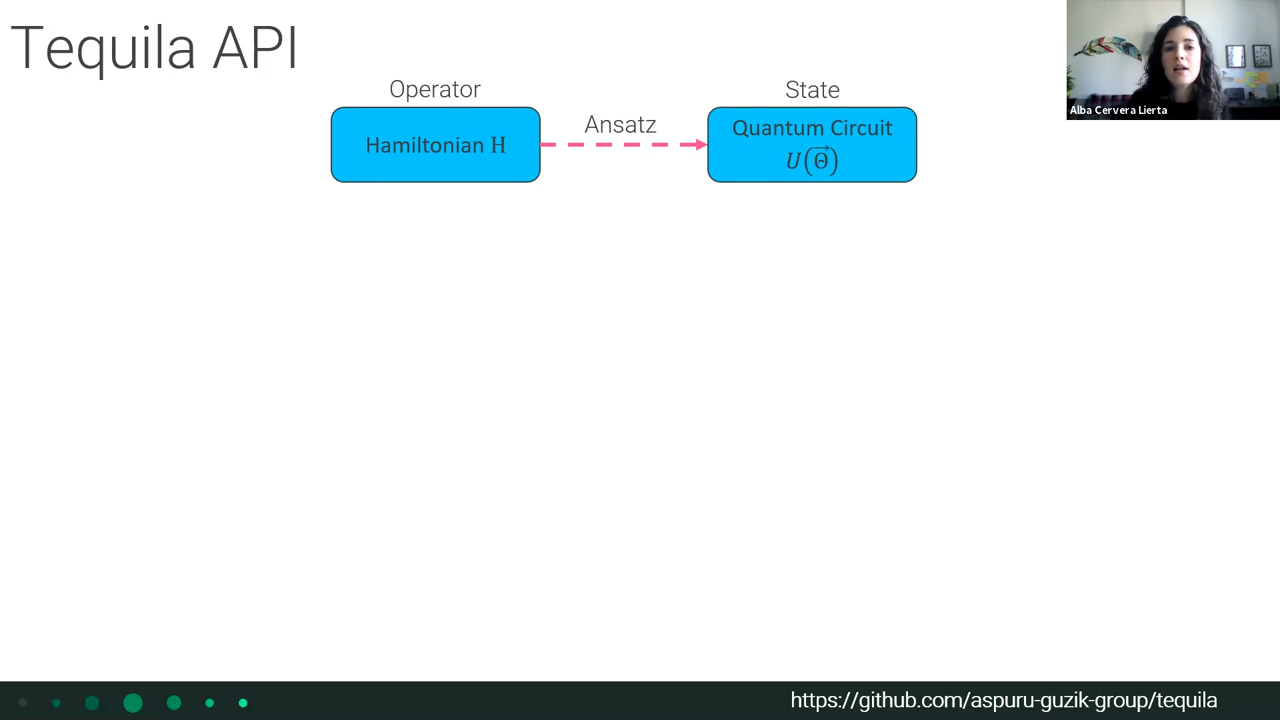 Tequila API
Alba Cervera Lierta
Operator
Hamiltonian H
Ansatz
State
Quantum Circuit
U(Θ⃗)
https://github.com/aspuru-guzik-group/tequila